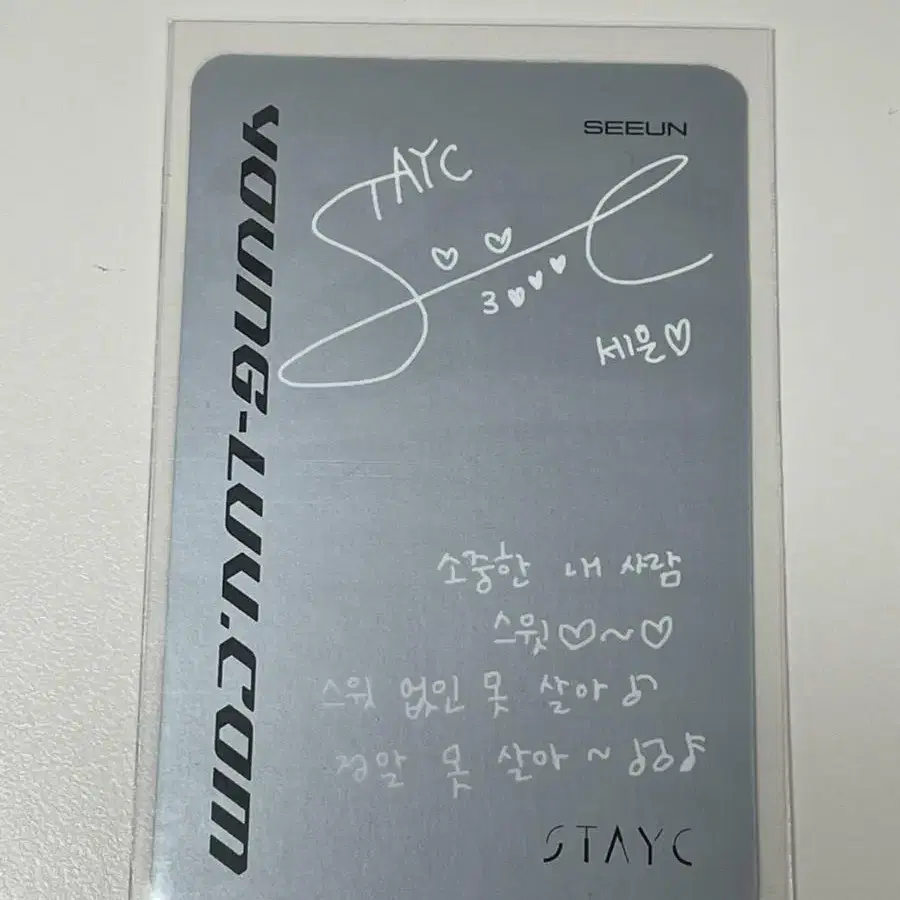 YOUNG-LUV.COM
SEEUN
STAYC
3♥♥♥
세은♡
소중한 내 사람
스윗♡~♡
스윗 없인 못 살아♪
정말 못 살아~♪♪♪
STAYC